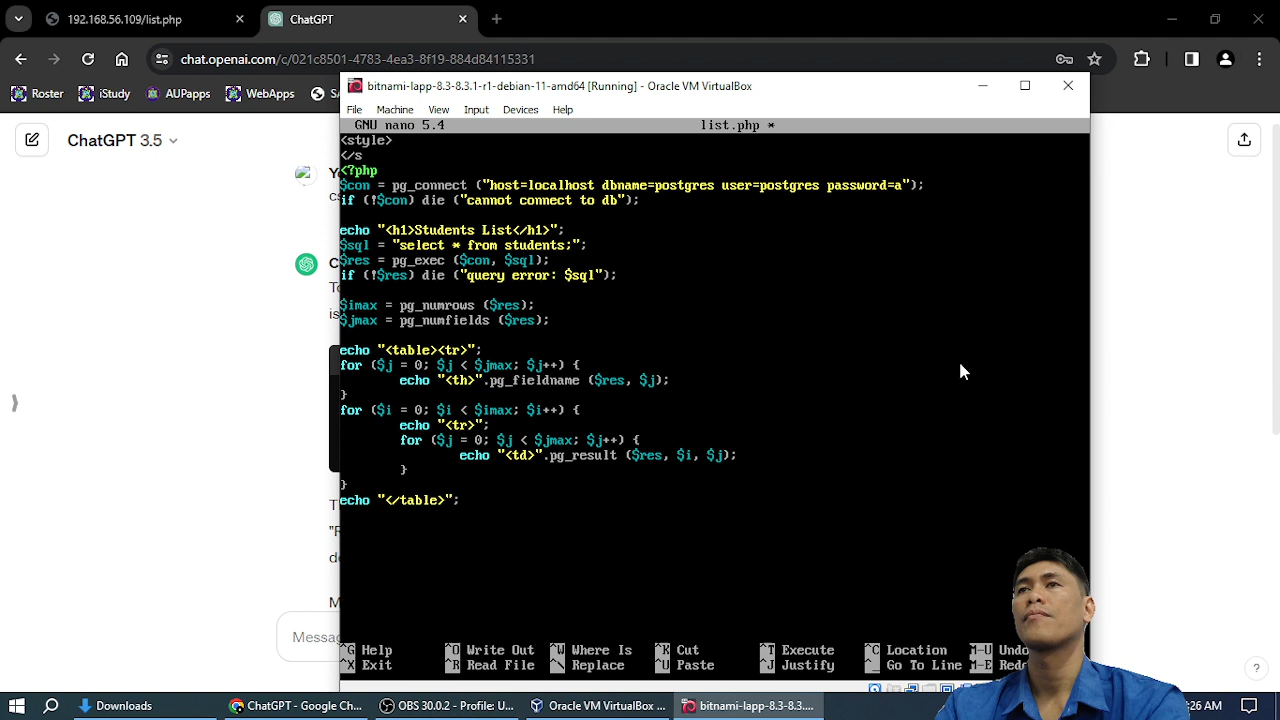 192.168.56.109/list.php
ChatGPT
chat.openai.com/c/021c8501-4783-4ea3-8f19-884d84115331
Roster
iStudy
AUPapps
WebApps
bitnami-lapp-8.3-8.3.1-r1-debian-11-amd64 [Running] - Oracle VM VirtualBox
File Machine View Input Devices Help
ChatGPT 3.5
GNU nano 5.4 list.php *
<style>
</s
<?php
$con = pg_connect ("host=localhost dbname=postgres user=postgres password=a");
if (!$con) die ("cannot connect to db");
echo "<h1>Students List</h1>";
$sql = "select * from students;";
$res = pg_exec ($con, $sql);
if (!$res) die ("query error: $sql");
$imax = pg_numrows ($res);
$jmax = pg_numfields ($res);
echo "<table><tr>";
for ($j = 0; $j < $jmax; $j++) {
echo "<th>".pg_fieldname ($res, $j);
}
for ($i = 0; $i < $imax; $i++) {
echo "<tr>";
for ($j = 0; $j < $jmax; $j++) {
echo "<td>".pg_result ($res, $i, $j);
}
}
echo "</table>";
^G Help ^O Write Out ^W Where Is ^K Cut ^T Execute ^C Location M-U Undo
^X Exit ^R Read File ^\ Replace ^U Paste ^J Justify ^_ Go To Line M-E
?
Downloads
ChatGPT - Google Ch...
OBS 30.0.2 - Profile: U...
Oracle VM VirtualBox ...
bitnami-lapp-8.3-8.3....
:26 AM